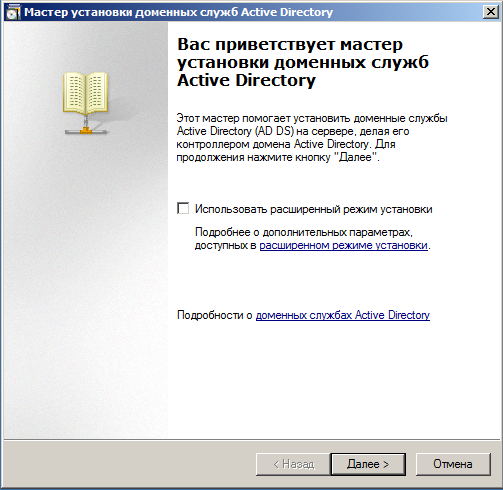 Мастер установки доменных служб Active Directory
Вас приветствует мастер
установки доменных служб
Active Directory
Этот мастер помогает установить доменные службы
Active Directory (AD DS) на сервере, делая его
контроллером домена Active Directory. Для
продолжения нажмите кнопку "Далее".
Использовать расширенный режим установки
Подробнее о дополнительных параметрах,
доступных в расширенном режиме установки.
Подробности о доменных службах Active Directory
< Назад
Далее >
Отмена